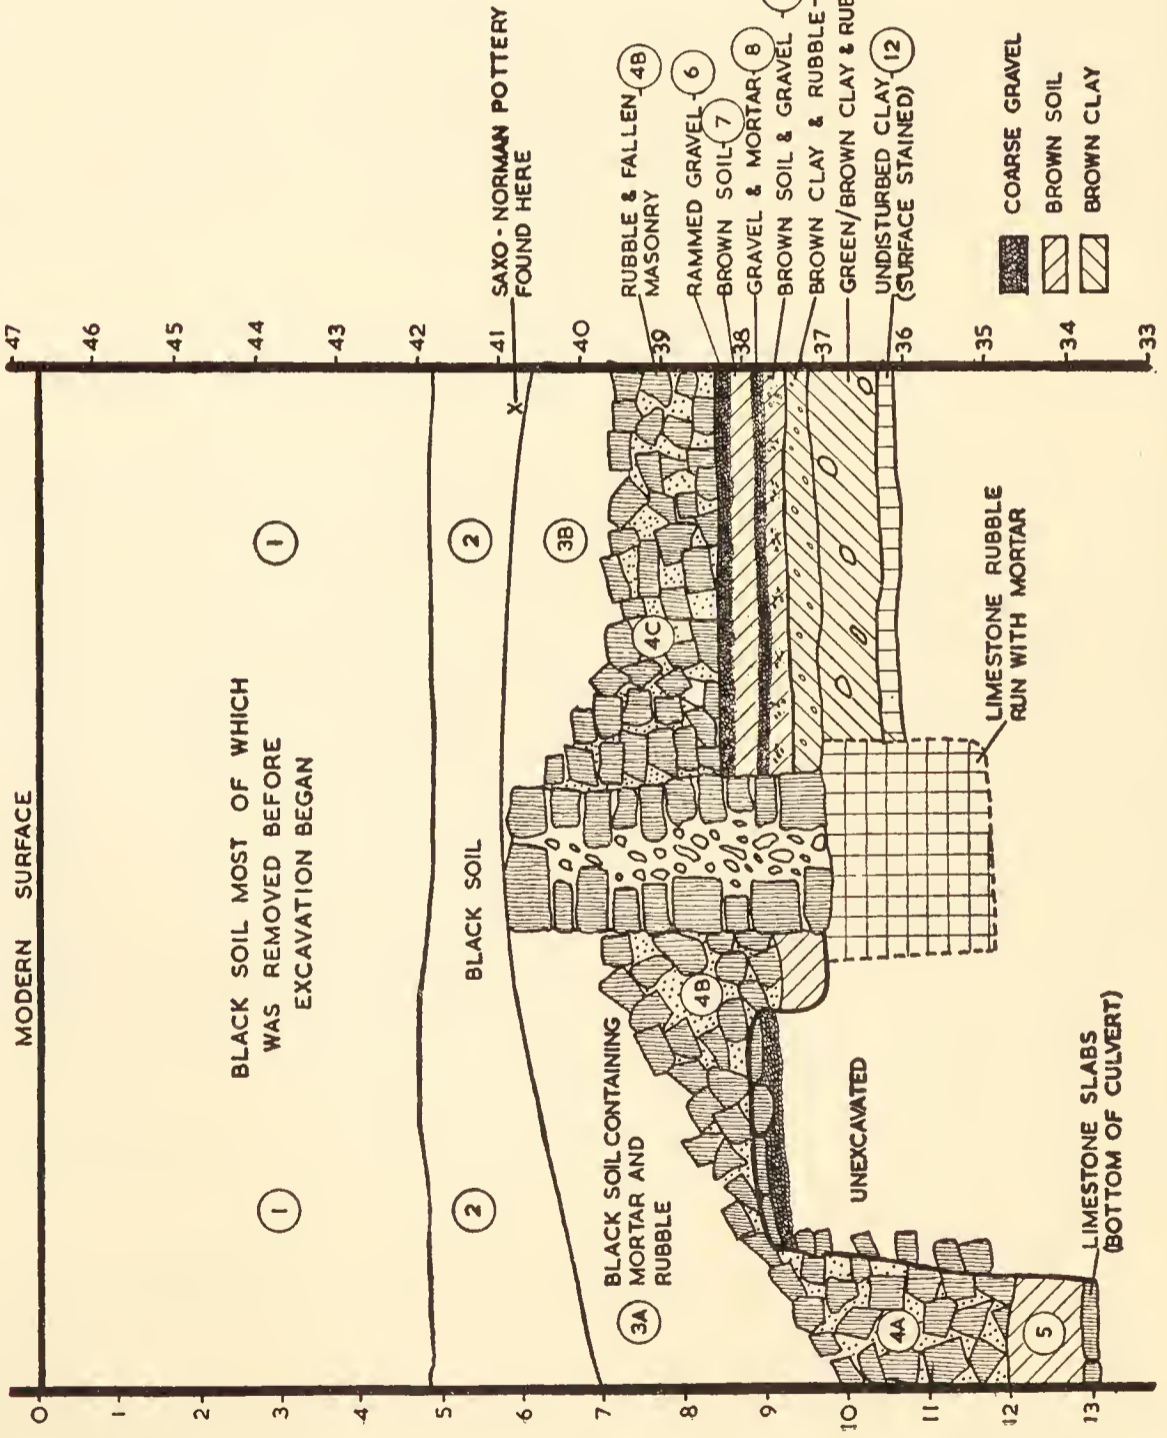 MODERN SURFACE
BLACK SOIL MOST OF WHICH
WAS REMOVED BEFORE
EXCAVATION BEGAN
1
1
2
BLACK SOIL
2
3A
BLACK SOIL CONTAINING
MORTAR AND
RUBBLE
3B
4A
4B
4C
5
UNEXCAVATED
LIMESTONE SLABS
(BOTTOM OF CULVERT)
LIMESTONE RUBBLE
RUN WITH MORTAR
X
SAXO-NORMAN POTTERY
FOUND HERE
RUBBLE & FALLEN 4B
MASONRY
RAMMED GRAVEL 6
BROWN SOIL 7
GRAVEL & MORTAR 8
BROWN SOIL & GRAVEL
BROWN CLAY & RUBBLE
GREEN/BROWN CLAY &
UNDISTURBED CLAY 12
(SURFACE STAINED)
COARSE GRAVEL
BROWN SOIL
BROWN CLAY
0
1
2
3
4
5
6
7
8
9
10
11
12
13
47
46
45
44
43
42
41
40
39
38
37
36
35
34
33